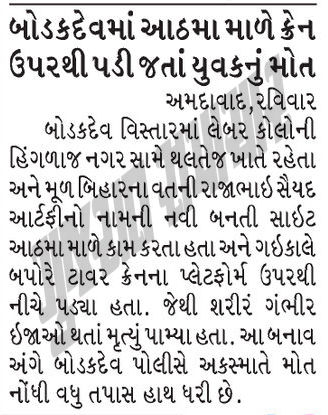 બોડકદેવમાં આઠમા માળે ક્રેન
ઉપરથી પડી જતાં યુવકનું મોત
અમદાવાદ,રવિવાર
બોડકદેવ વિસ્તારમાં લેબર કોલોની
હિંગળાજ નગર સામે થલતેજ ખાતે રહેતા
અને મૂળ બિહારના વતની રાજાભાઇ સૈયદ
આર્ટફીનો નામની નવી બનતી સાઇટ
આઠમા માળે કામ કરતા હતા અને ગઇકાલે
બપોરે ટાવર ક્રેનના પ્લેટફોર્મ ઉપરથી
નીચે પડ્યા હતા. જેથી શરીરં ગંભીર
ઇજાઓ થતાં મૃત્યું પામ્યા હતા. આ બનાવ
અંગે બોડકદેવ પોલીસે અકસ્માતે મોત
નોંધી વધુ તપાસ હાથ ધરી છે.